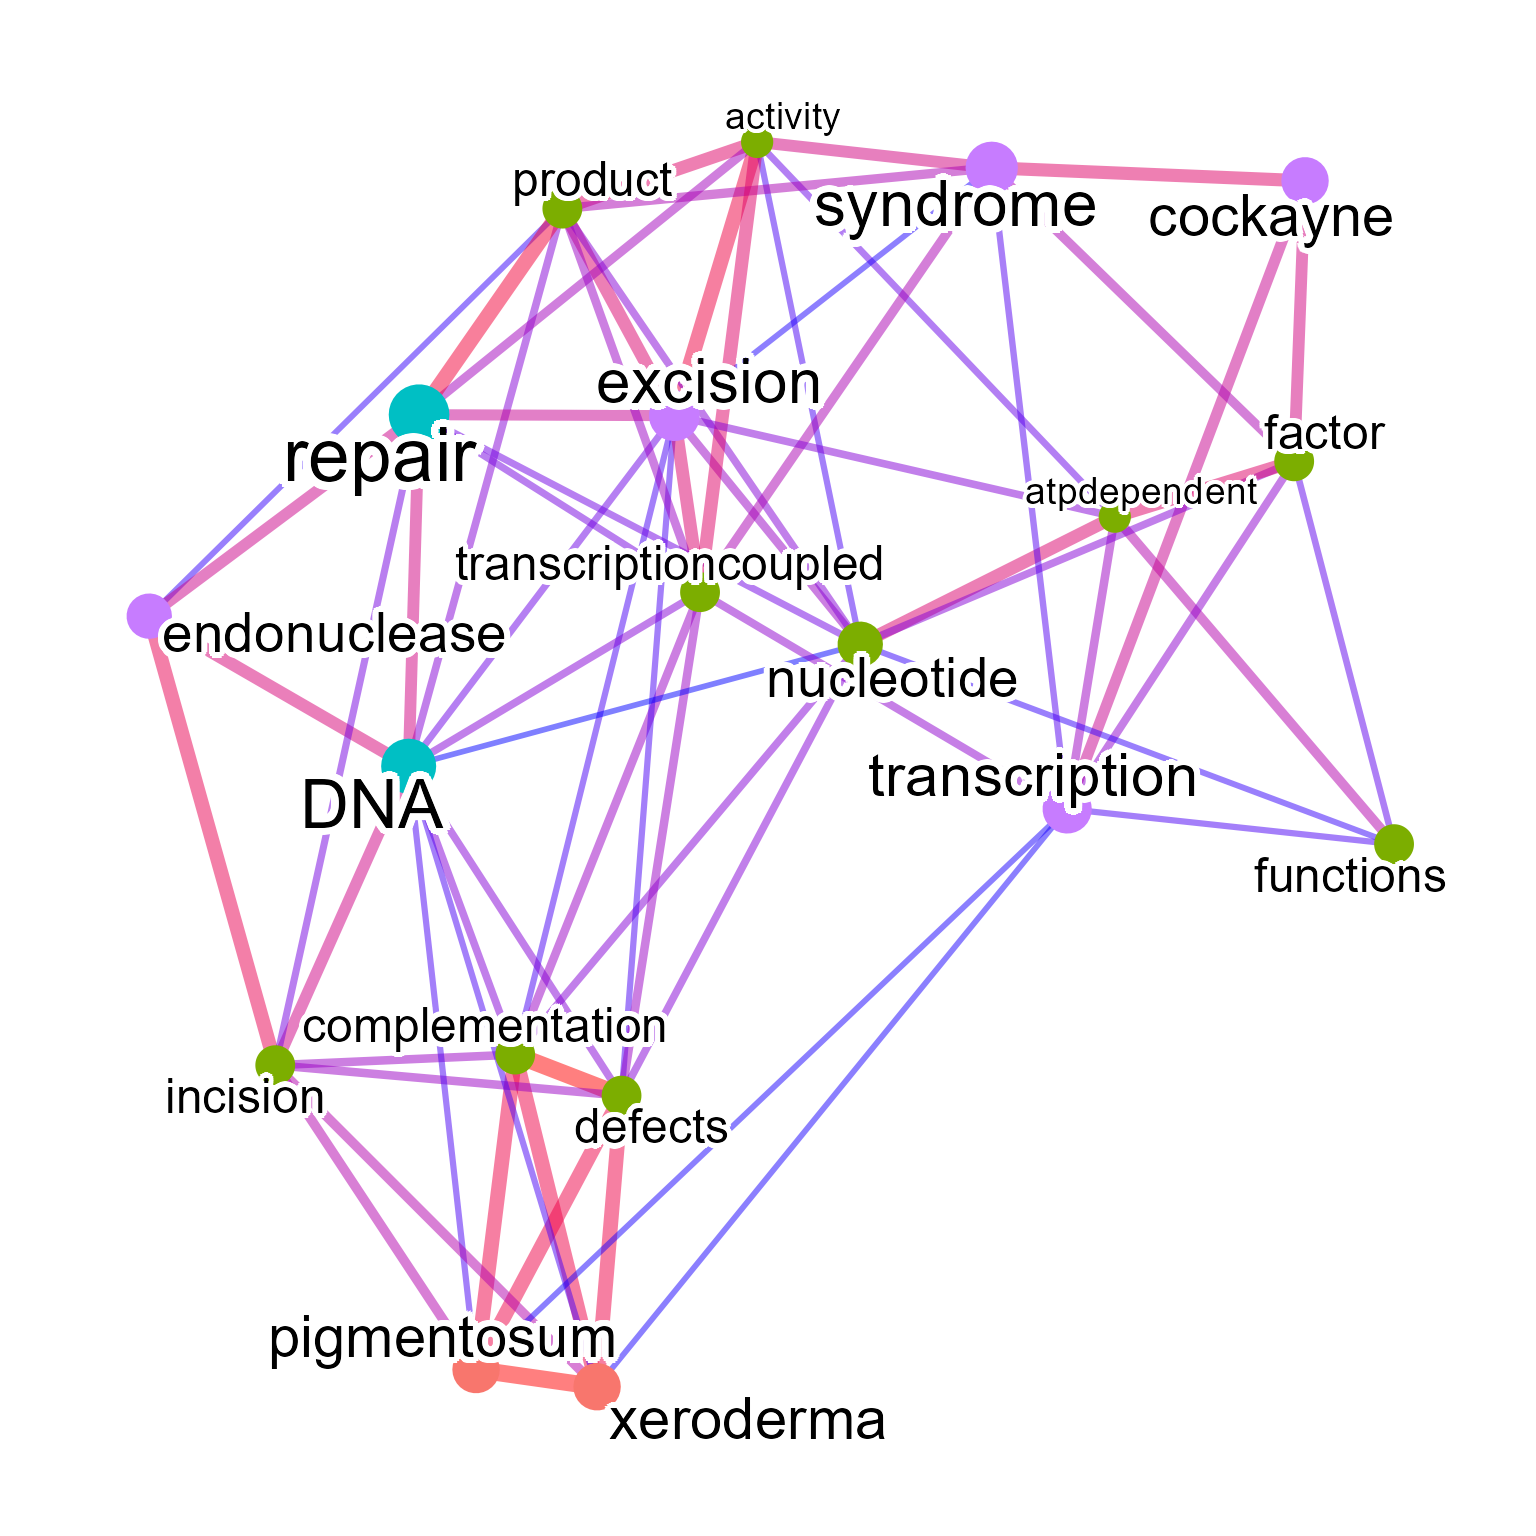 activity
product
syndrome
cockayne
excision
factor
repair
atpdependent
transcriptioncoupled
endonuclease
nucleotide
transcription
DNA
functions
complementation
incision
defects
pigmentosum
xeroderma